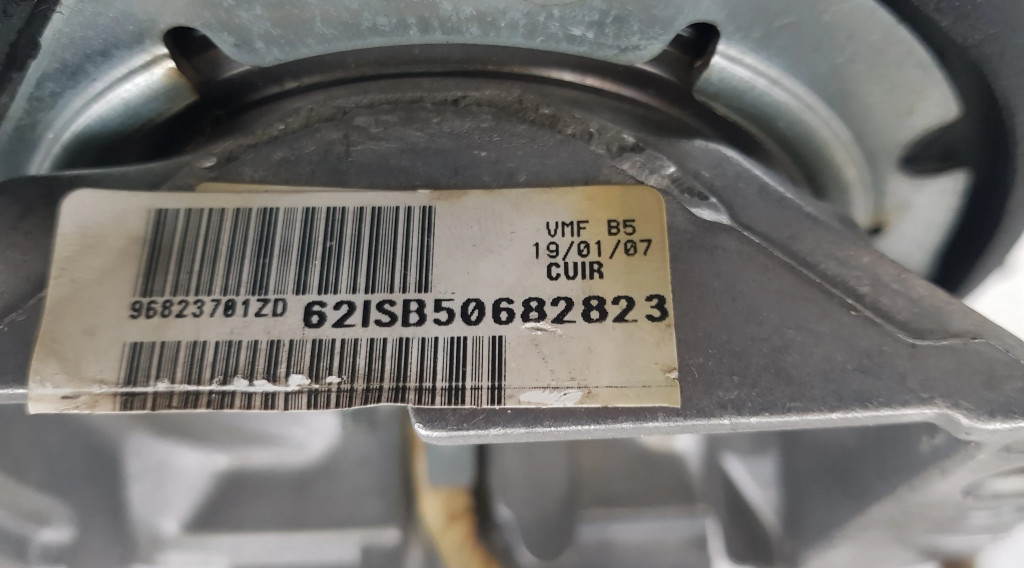 VMF B5
19/01/07
CUIR
96823701ZD 62ISB50682823